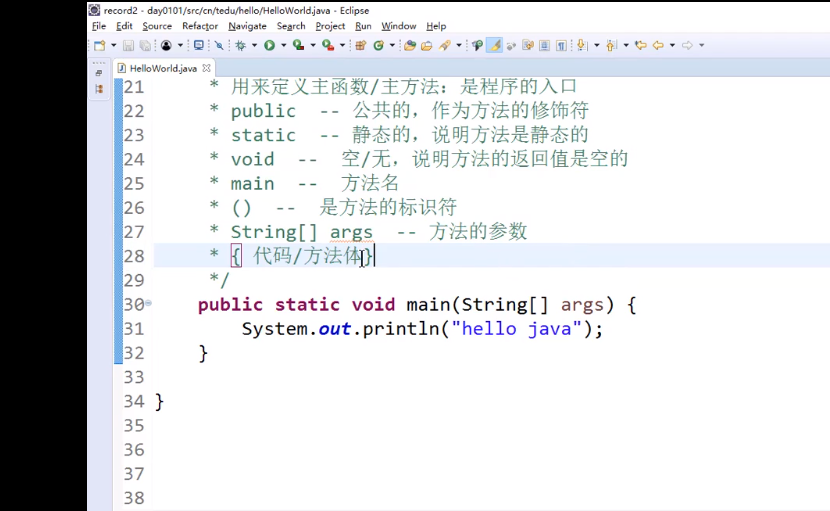 record2 - day0101/src/cn/tedu/hello/HelloWorld.java - Eclipse
File Edit Source Refactor Navigate Search Project Run Window Help
HelloWorld.java
21 * 用来定义主函数/主方法: 是程序的入口
22 * public -- 公共的, 作为方法的修饰符
23 * static -- 静态的, 说明方法是静态的
24 * void -- 空/无, 说明方法的返回值是空的
25 * main -- 方法名
26 * () -- 是方法的标识符
27 * String[] args -- 方法的参数
28 * { 代码/方法体}
29 */
30 public static void main(String[] args) {
31 System.out.println("hello java");
32 }
33
34 }
35
36
37
38